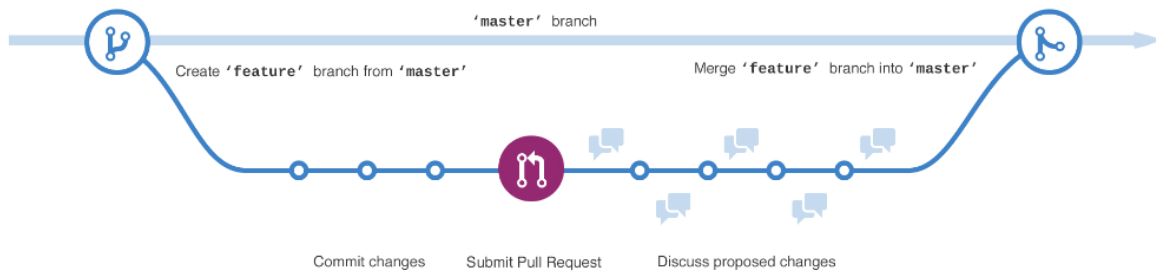 ‘master’ branch
Create ‘feature’ branch from ‘master’
Merge ‘feature’ branch into ‘master’
Commit changes
Submit Pull Request
Discuss proposed changes